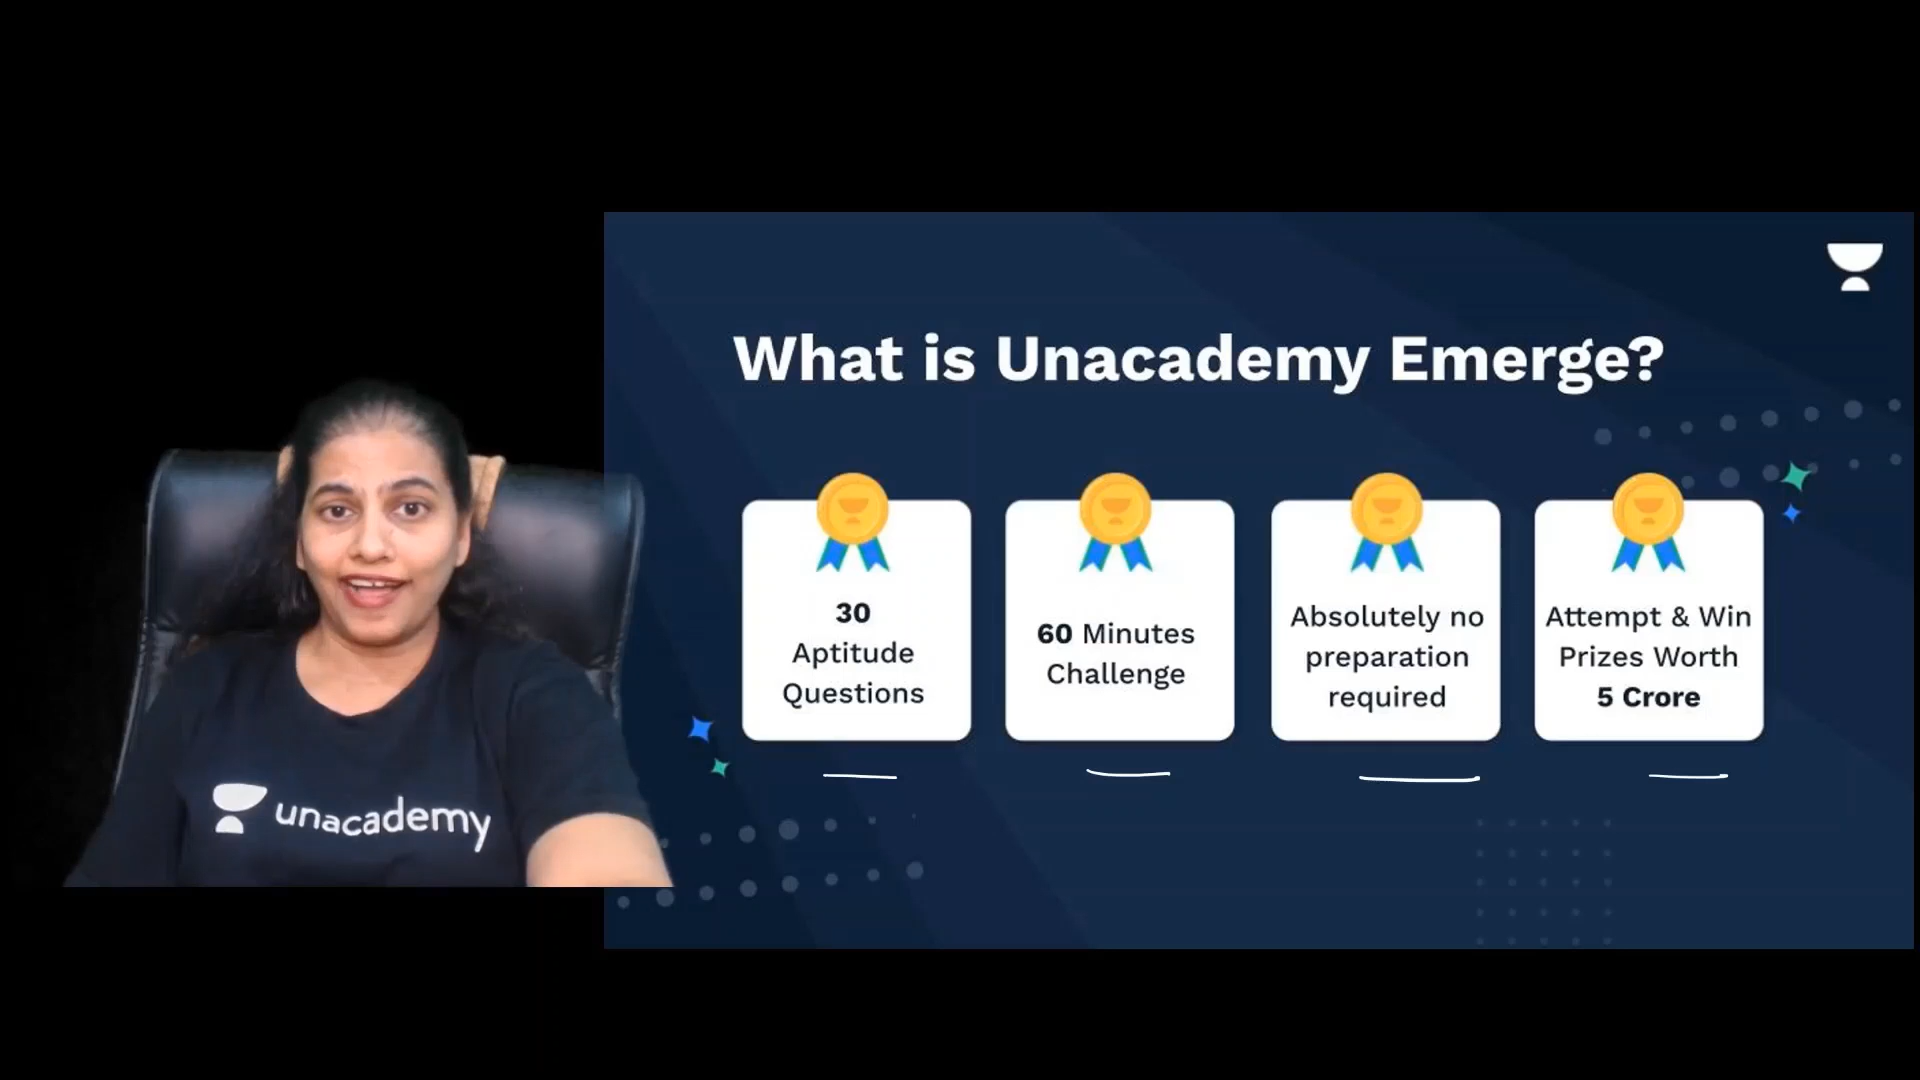 What is Unacademy Emerge?
30
Aptitude
Questions
60 Minutes
Challenge
Absolutely no
preparation
required
Attempt & Win
Prizes Worth
5 Crore
unacademy